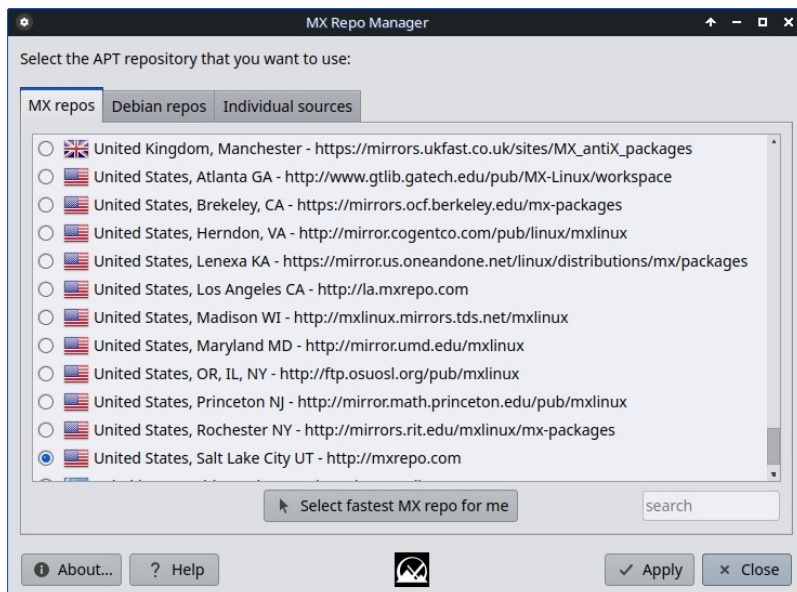 MX Repo Manager
Select the APT repository that you want to use:
MX repos Debian repos Individual sources
United Kingdom, Manchester - https://mirrors.ukfast.co.uk/sites/MX_antiX_packages
United States, Atlanta GA - http://www.gtlib.gatech.edu/pub/MX-Linux/workspace
United States, Brekeley, CA - https://mirrors.ocf.berkeley.edu/mx-packages
United States, Herndon, VA - http://mirror.cogentco.com/pub/linux/mxlinux
United States, Lenexa KA - https://mirror.us.oneandone.net/linux/distributions/mx/packages
United States, Los Angeles CA - http://la.mxrepo.com
United States, Madison WI - http://mxlinux.mirrors.tds.net/mxlinux
United States, Maryland MD - http://mirror.umd.edu/mxlinux
United States, OR, IL, NY - http://ftp.osuosl.org/pub/mxlinux
United States, Princeton NJ - http://mirror.math.princeton.edu/pub/mxlinux
United States, Rochester NY - http://mirrors.rit.edu/mxlinux/mx-packages
United States, Salt Lake City UT - http://mxrepo.com
Select fastest MX repo for me search
About... ? Help Apply Close